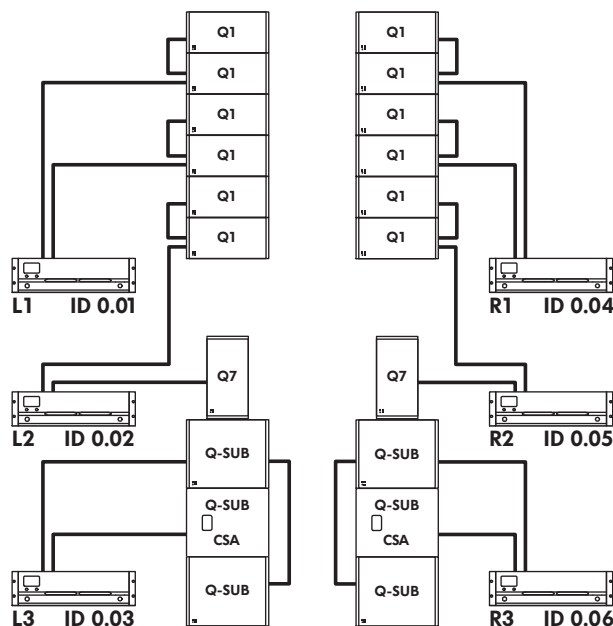 Q1 Q1
Q1 Q1
Q1 Q1
Q1 Q1
Q1 Q1
Q1 Q1
L1 ID 0.01 R1 ID 0.04
Q7 Q7
L2 ID 0.02 R2 ID 0.05
Q-SUB Q-SUB
Q-SUB Q-SUB
CSA CSA
Q-SUB Q-SUB
L3 ID 0.03 R3 ID 0.06